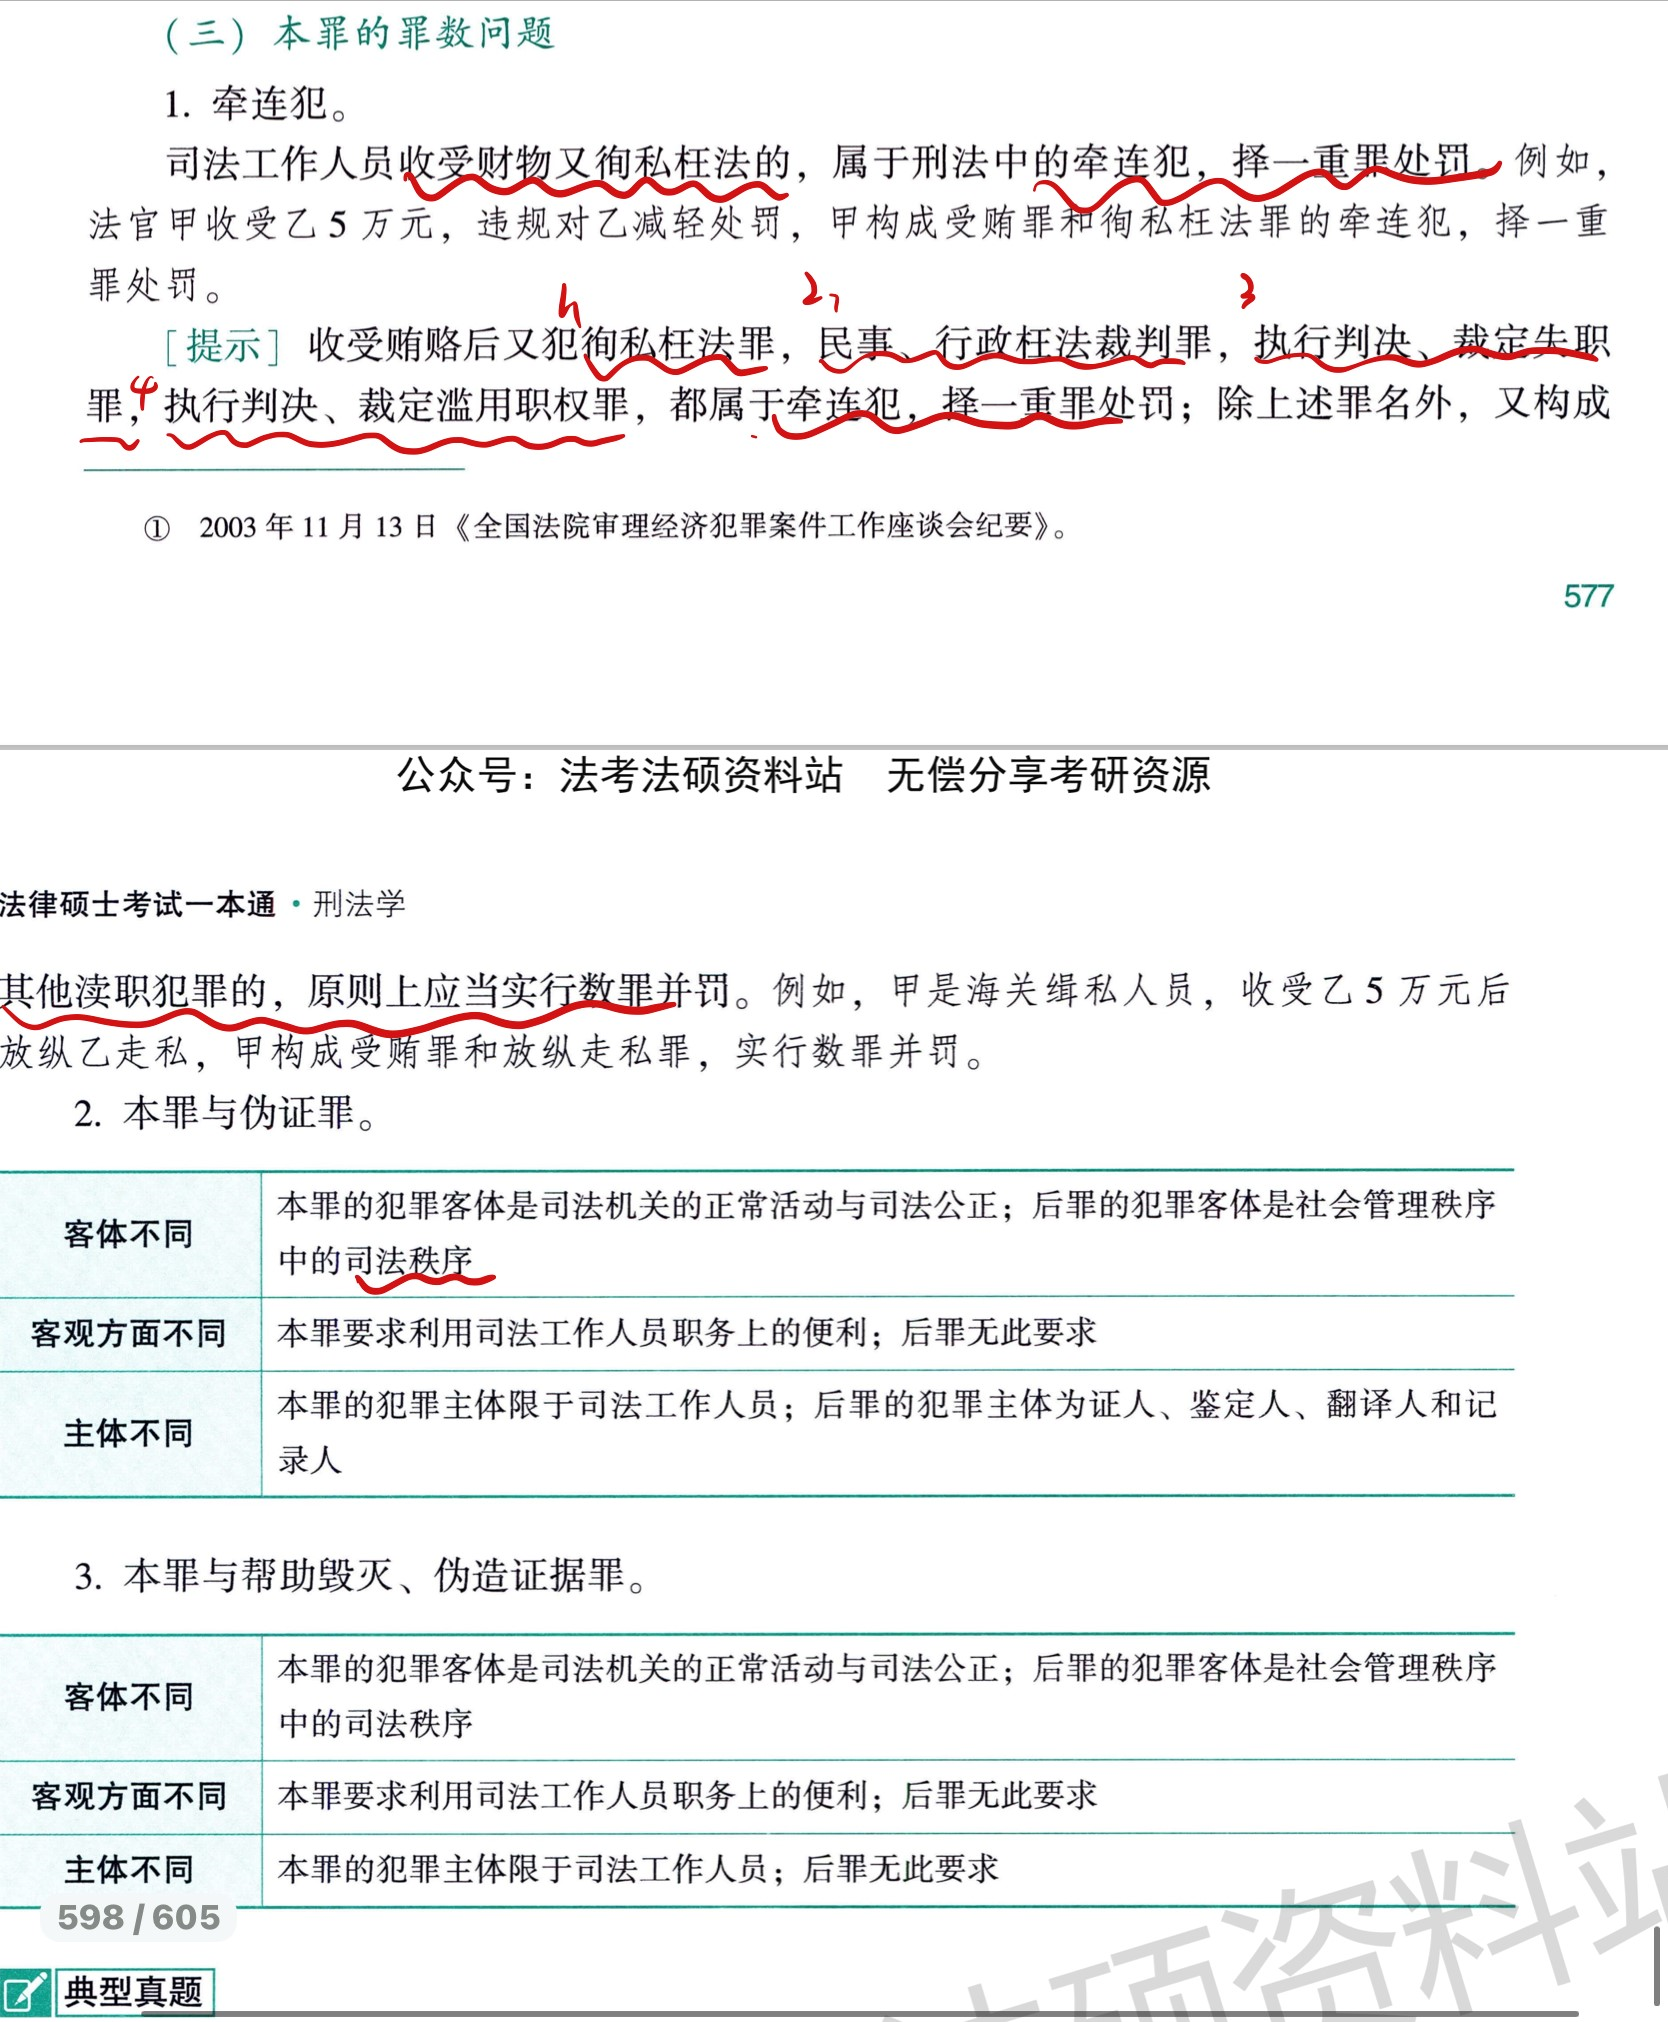 （三）本罪的罪数问题
1. 牵连犯。
司法工作人员收受财物又徇私枉法的，属于刑法中的牵连犯，择一重罪处罚。例如，
法官甲收受乙 5 万元，违规对乙减轻处罚，甲构成受贿罪和徇私枉法罪的牵连犯，择一重
罪处罚。
2, 3
［提示］收受贿赂后又犯徇私枉法罪，民事、行政枉法裁判罪，执行判决、裁定失职
4
罪，执行判决、裁定滥用职权罪，都属于牵连犯，择一重罪处罚；除上述罪名外，又构成
① 2003 年 11 月 13 日《全国法院审理经济犯罪案件工作座谈会纪要》。
577
公众号：法考法硕资料站 无偿分享考研资源
法律硕士考试一本通·刑法学
其他渎职犯罪的，原则上应当实行数罪并罚。例如，甲是海关缉私人员，收受乙 5 万元后
放纵乙走私，甲构成受贿罪和放纵走私罪，实行数罪并罚。
2. 本罪与伪证罪。
客体不同 本罪的犯罪客体是司法机关的正常活动与司法公正；后罪的犯罪客体是社会管理秩序
中的司法秩序
客观方面不同 本罪要求利用司法工作人员职务上的便利；后罪无此要求
主体不同 本罪的犯罪主体限于司法工作人员；后罪的犯罪主体为证人、鉴定人、翻译人和记
录人
3. 本罪与帮助毁灭、伪造证据罪。
客体不同 本罪的犯罪客体是司法机关的正常活动与司法公正；后罪的犯罪客体是社会管理秩序
中的司法秩序
客观方面不同 本罪要求利用司法工作人员职务上的便利；后罪无此要求
主体不同 本罪的犯罪主体限于司法工作人员；后罪无此要求
598 / 605
典型真题
硕资料站